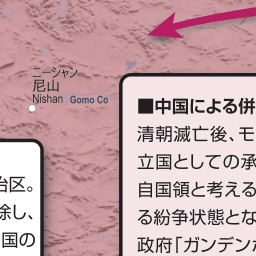 ニーシャン
尼山
Nishan
Gomo Co
■中国による併
清朝滅亡後、モ
立国としての承
自国領と考える
る紛争状態とな
政府「ガンデン
治区。
除し、
国の